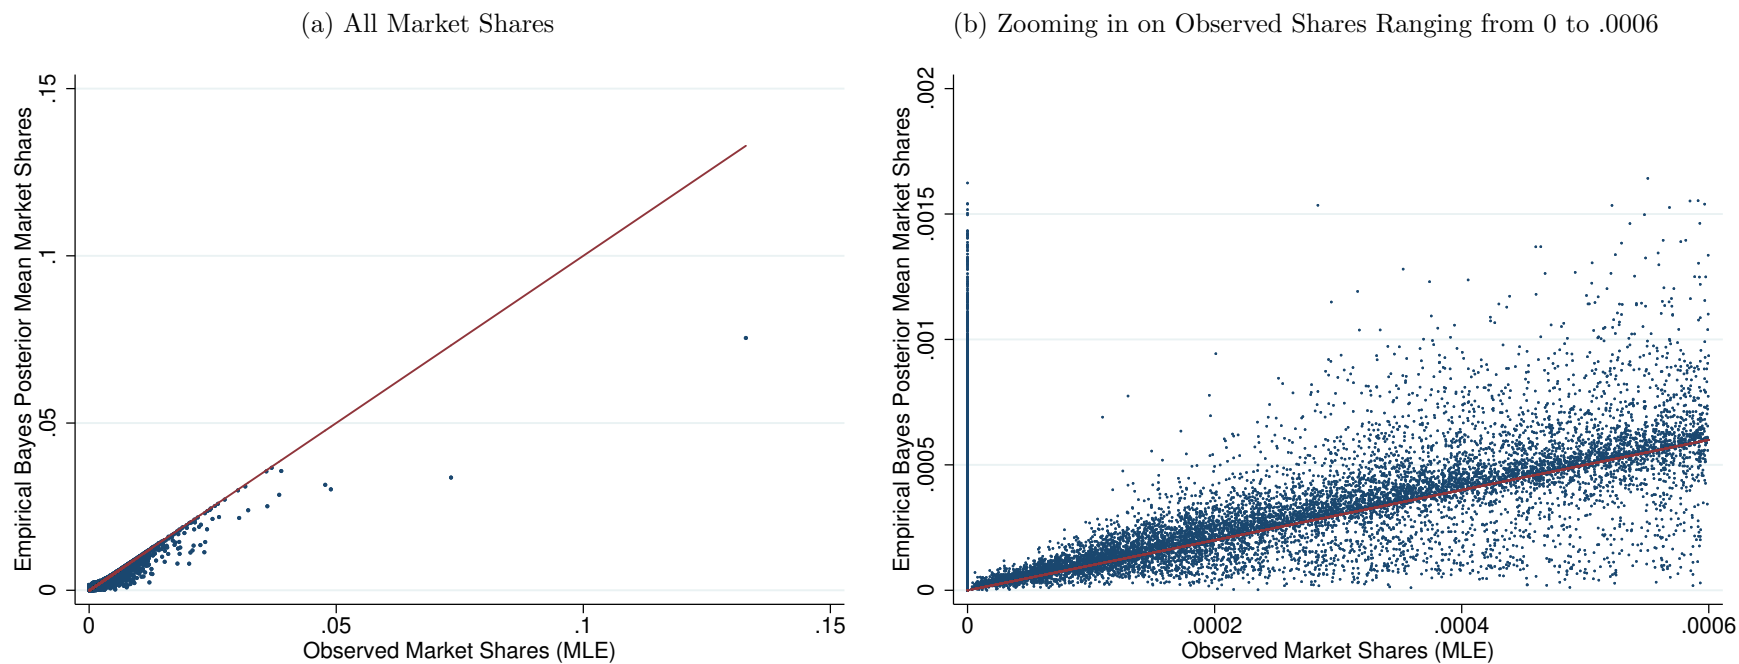 (a) All Market Shares
Empirical Bayes Posterior Mean Market Shares
.15
.1
.05
0
0
.05
.1
.15
Observed Market Shares (MLE)
(b) Zooming in on Observed Shares Ranging from 0 to .0006
Empirical Bayes Posterior Mean Market Shares
.002
.0015
.001
.0005
0
0
.0002
.0004
.0006
Observed Market Shares (MLE)